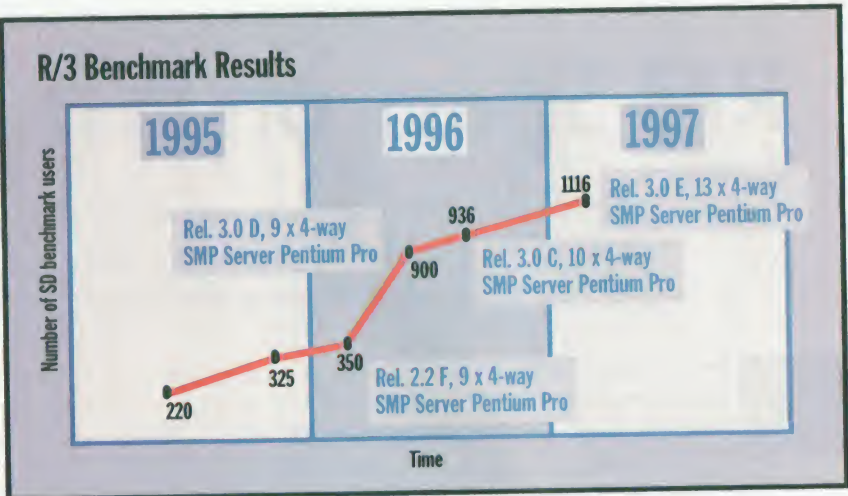 R/3 Benchmark Results
Number of SD benchmark users
1995
1996
1997
Rel. 3.0 D, 9 x 4-way
SMP Server Pentium Pro
1116
Rel. 3.0 E, 13 x 4-way
SMP Server Pentium Pro
936
900
Rel. 3.0 C, 10 x 4-way
SMP Server Pentium Pro
220
325
350
Rel. 2.2 F, 9 x 4-way
SMP Server Pentium Pro
Time